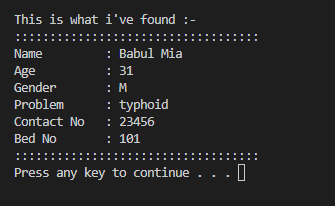 This is what i've found :-
:::::::::::::::::::::::::::::::::::
Name         : Babul Mia
Age          : 31
Gender       : M
Problem      : typhoid
Contact No   : 23456
Bed No       : 101
:::::::::::::::::::::::::::::::::::
Press any key to continue . . .